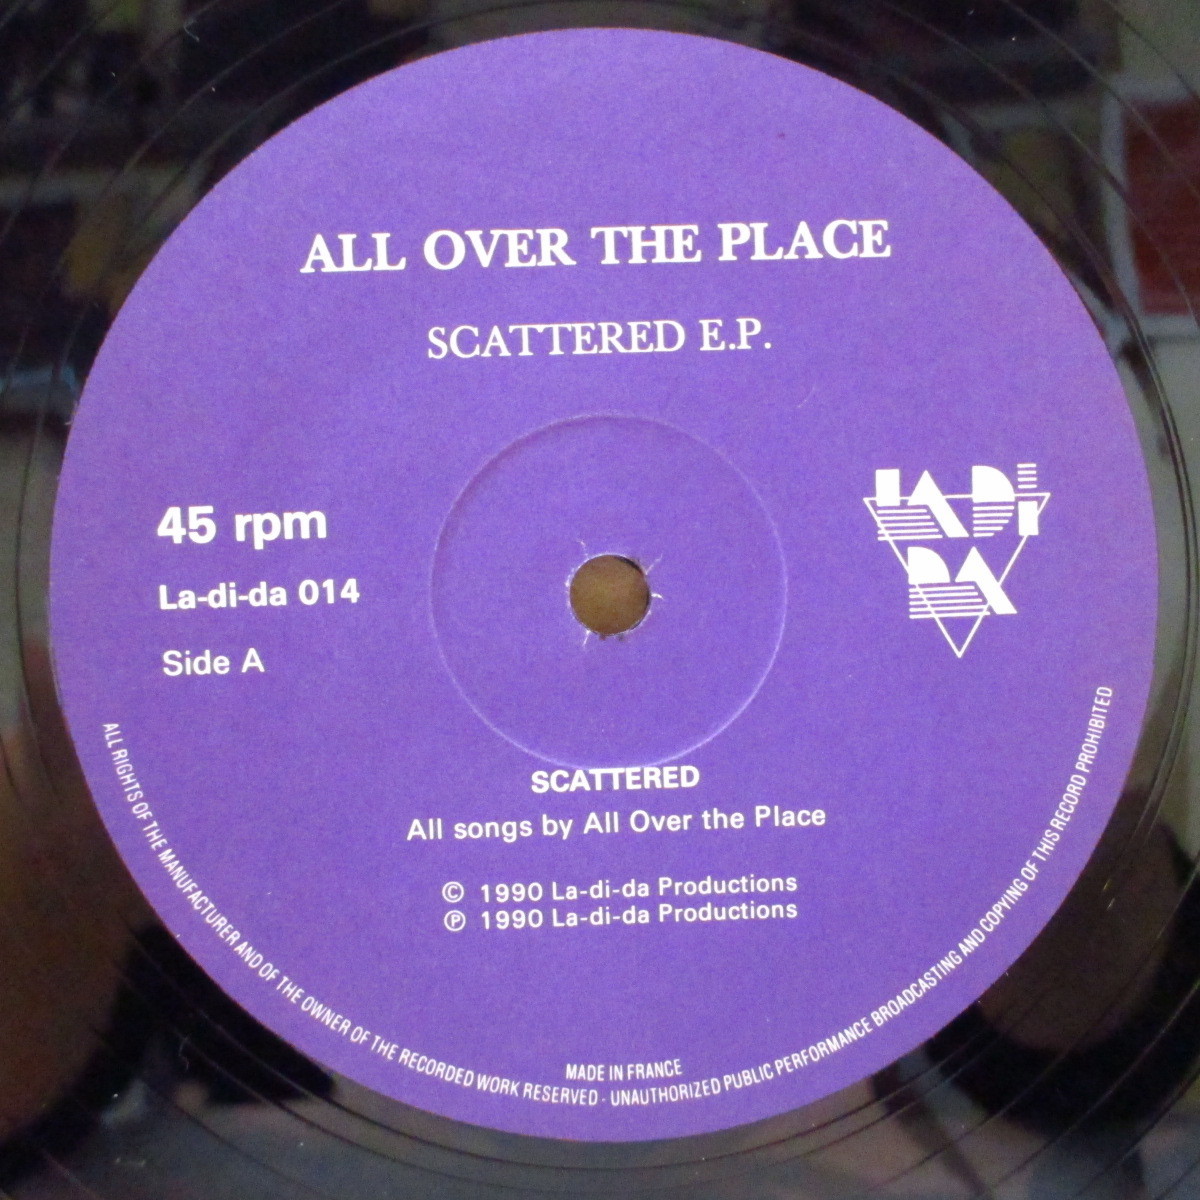 ALL OVER THE PLACE
SCATTERED E.P.
45 rpm
La-di-da 014
Side A
LA Di
DA
SCATTERED
All songs by All Over the Place
© 1990 La-di-da Productions
℗ 1990 La-di-da Productions
MADE IN FRANCE
ALL RIGHTS OF THE MANUFACTURER AND OF THE OWNER OF THE RECORDED WORK RESERVED - UNAUTHORIZED PUBLIC PERFORMANCE BROADCASTING AND COPYING OF THIS RECORD PROHIBITED